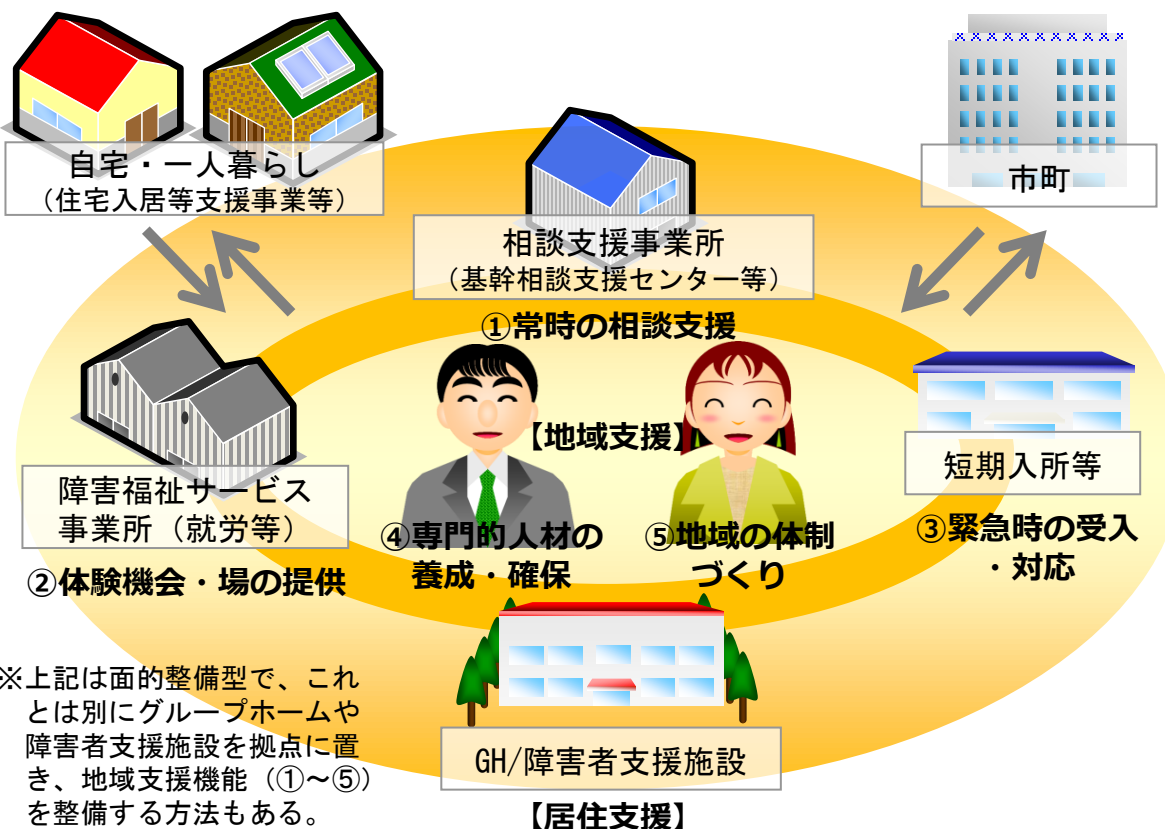 自宅・一人暮らし
（住宅入居等支援事業等）
市町
相談支援事業所
（基幹相談支援センター等）
①常時の相談支援
【地域支援】
短期入所等
障害福祉サービス
事業所（就労等）
④専門的人材の
養成・確保
⑤地域の体制
づくり
③緊急時の受入
・対応
②体験機会・場の提供
※上記は面的整備型で、これ
とは別にグループホームや
障害者支援施設を拠点に置
き、地域支援機能（①～⑤）
を整備する方法もある。
GH/障害者支援施設
【居住支援】